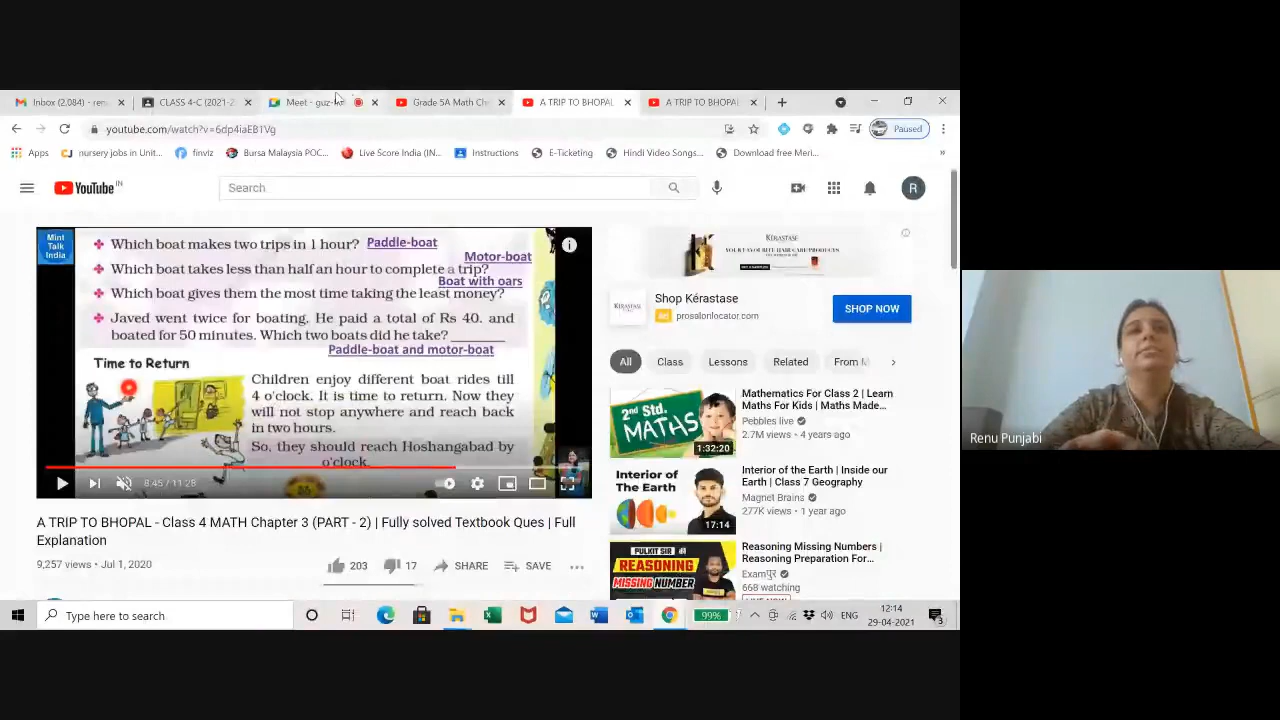 Inbox (2,084) - ren
CLASS 4-C (2021-2
Meet - guz-
Grade 5A Math Ch
A TRIP TO BHOPAL
A TRIP TO BHOPAL
youtube.com/watch?v=6dp4iaEB1Vg
Paused
Apps
nursery jobs in Unit...
finviz
Bursa Malaysia POC...
Live Score India (IN...
Instructions
E-Ticketing
Hindi Video Songs...
Download free Meri...
YouTube IN
Search
R
Mint
Talk
India
Which boat makes two trips in 1 hour? Paddle-boat
Motor-boat
Which boat takes less than half an hour to complete a trip?
Boat with oars
Which boat gives them the most time taking the least money?
Javed went twice for boating. He paid a total of Rs 40. and
boated for 50 minutes. Which two boats did he take?
Paddle-boat and motor-boat
Time to Return
Children enjoy different boat rides till
4 o'clock. It is time to return. Now they
will not stop anywhere and reach back
in two hours.
So, they should reach Hoshangabad by
o'clock.
8:45 / 11:28
A TRIP TO BHOPAL - Class 4 MATH Chapter 3 (PART - 2) | Fully solved Textbook Ques | Full
Explanation
9,257 views • Jul 1, 2020
203
17
SHARE
SAVE
KÉRASTASE
Shop Kérastase
Ad prosalonlocator.com
SHOP NOW
All
Class
Lessons
Related
From M
2nd Std.
MATHS
1:32:20
Mathematics For Class 2 | Learn
Maths For Kids | Maths Made...
Pebbles live
2.7M views • 4 years ago
Interior of
The Earth
17:14
Interior of the Earth | Inside our
Earth | Class 7 Geography
Magnet Brains
277K views • 1 year ago
PULKIT SIR
REASONING
MISSING NUMBER
Reasoning Missing Numbers |
Reasoning Preparation For...
Examपुर
668 watching
LIVE NOW
Type here to search
99%
ENG
12:14
29-04-2021
3
Renu Punjabi